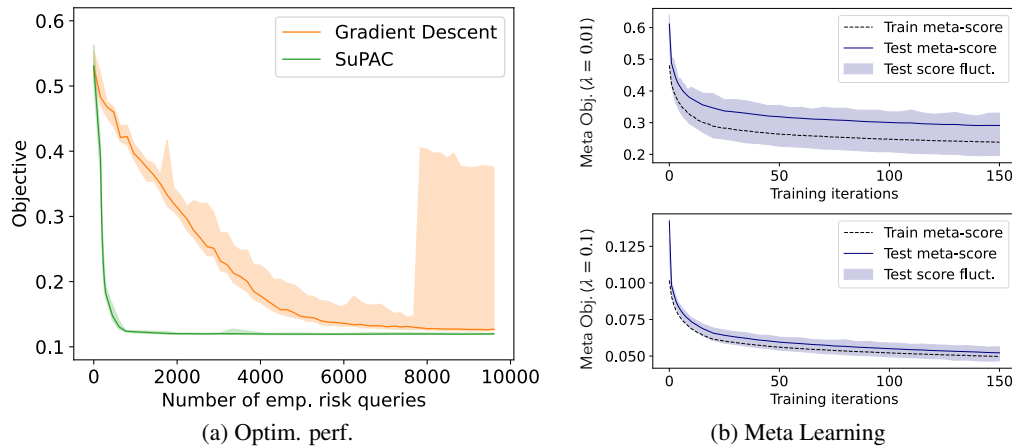 0.6
0.5
0.4
0.3
0.2
0.1
Objective
Gradient Descent
SuPAC
0
2000
4000
6000
8000
10000
Number of emp. risk queries
(a) Optim. perf.
Meta Obj. (λ = 0.01)
0.6
0.5
0.4
0.3
0.2
Train meta-score
Test meta-score
Test score fluct.
0
50
100
150
Training iterations
Meta Obj. (λ = 0.1)
0.125
0.100
0.075
0.050
Train meta-score
Test meta-score
Test score fluct.
0
50
100
150
Training iterations
(b) Meta Learning